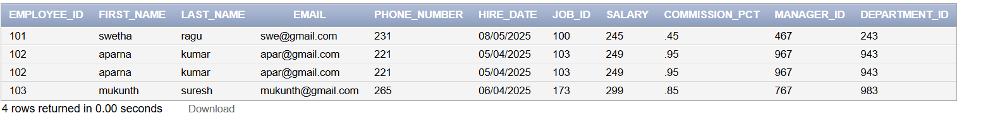 EMPLOYEE_ID FIRST_NAME LAST_NAME EMAIL PHONE_NUMBER HIRE_DATE JOB_ID SALARY COMMISSION_PCT MANAGER_ID DEPARTMENT_ID
101 swetha ragu swe@gmail.com 231 08/05/2025 100 245 .45 467 243
102 aparna kumar apar@gmail.com 221 05/04/2025 103 249 .95 967 943
102 aparna kumar apar@gmail.com 221 05/04/2025 103 249 .95 967 943
103 mukunth suresh mukunth@gmail.com 265 06/04/2025 173 299 .85 767 983
4 rows returned in 0.00 seconds Download